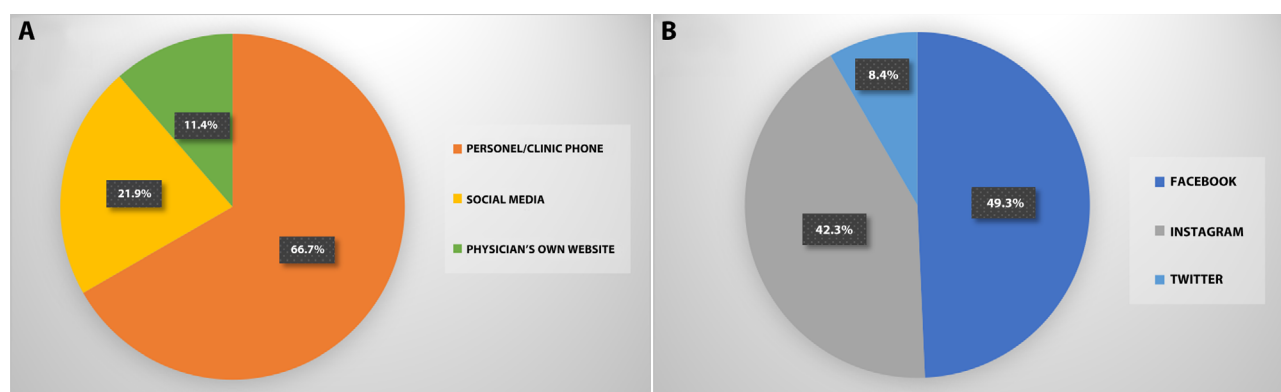 A
11.4%
21.9%
66.7%
PERSONEL/CLINIC PHONE
SOCIAL MEDIA
PHYSICIAN'S OWN WEBSITE
B
8.4%
49.3%
42.3%
FACEBOOK
INSTAGRAM
TWITTER